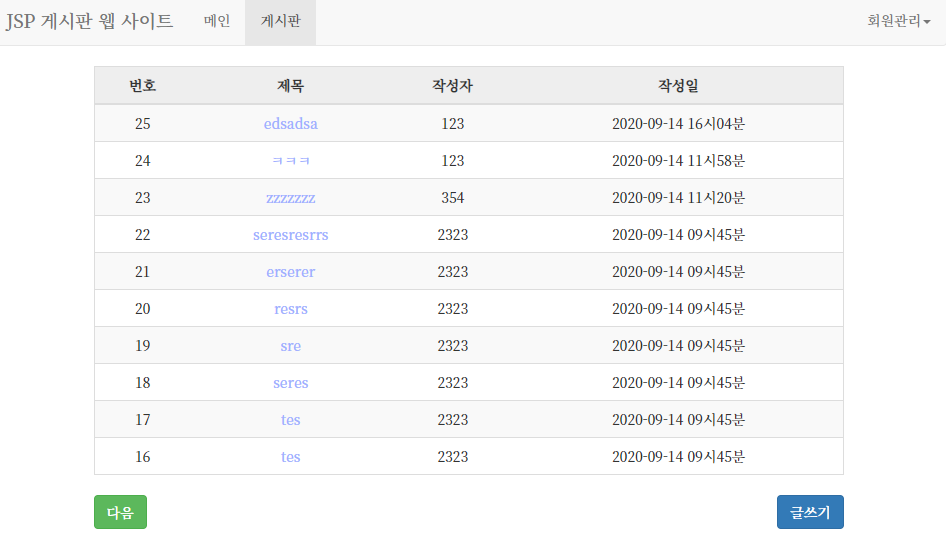 JSP 게시판 웹 사이트 메인 게시판 회원관리
번호 제목 작성자 작성일
25 edsadsa 123 2020-09-14 16시04분
24 ㅋㅋㅋ 123 2020-09-14 11시58분
23 zzzzzzz 354 2020-09-14 11시20분
22 seresresrrs 2323 2020-09-14 09시45분
21 erserer 2323 2020-09-14 09시45분
20 resrs 2323 2020-09-14 09시45분
19 sre 2323 2020-09-14 09시45분
18 seres 2323 2020-09-14 09시45분
17 tes 2323 2020-09-14 09시45분
16 tes 2323 2020-09-14 09시45분
다음 글쓰기